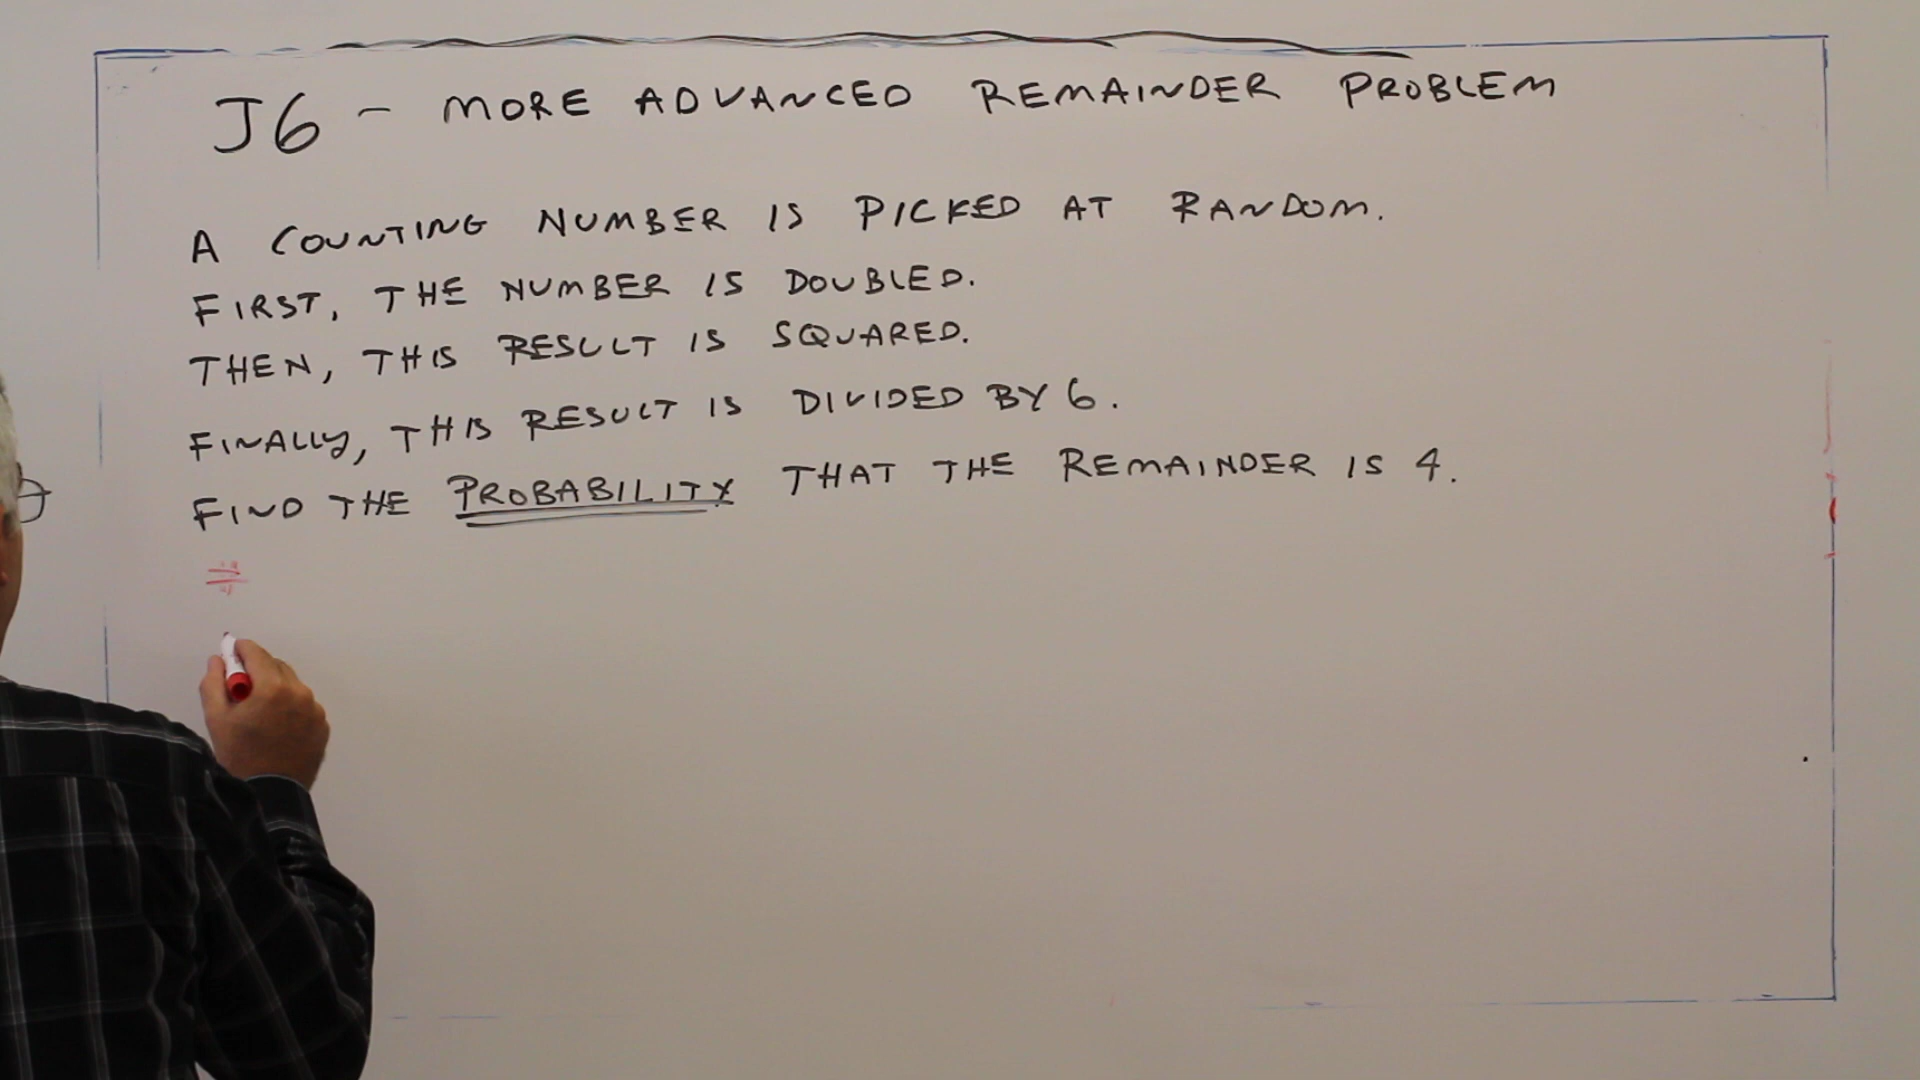 J6 - MORE ADVANCED REMAINDER PROBLEM
A COUNTING NUMBER IS PICKED AT RANDOM.
FIRST, THE NUMBER IS DOUBLED.
THEN, THIS RESULT IS SQUARED.
FINALLY, THIS RESULT IS DIVIDED BY 6.
FIND THE PROBABILITY THAT THE REMAINDER IS 4.